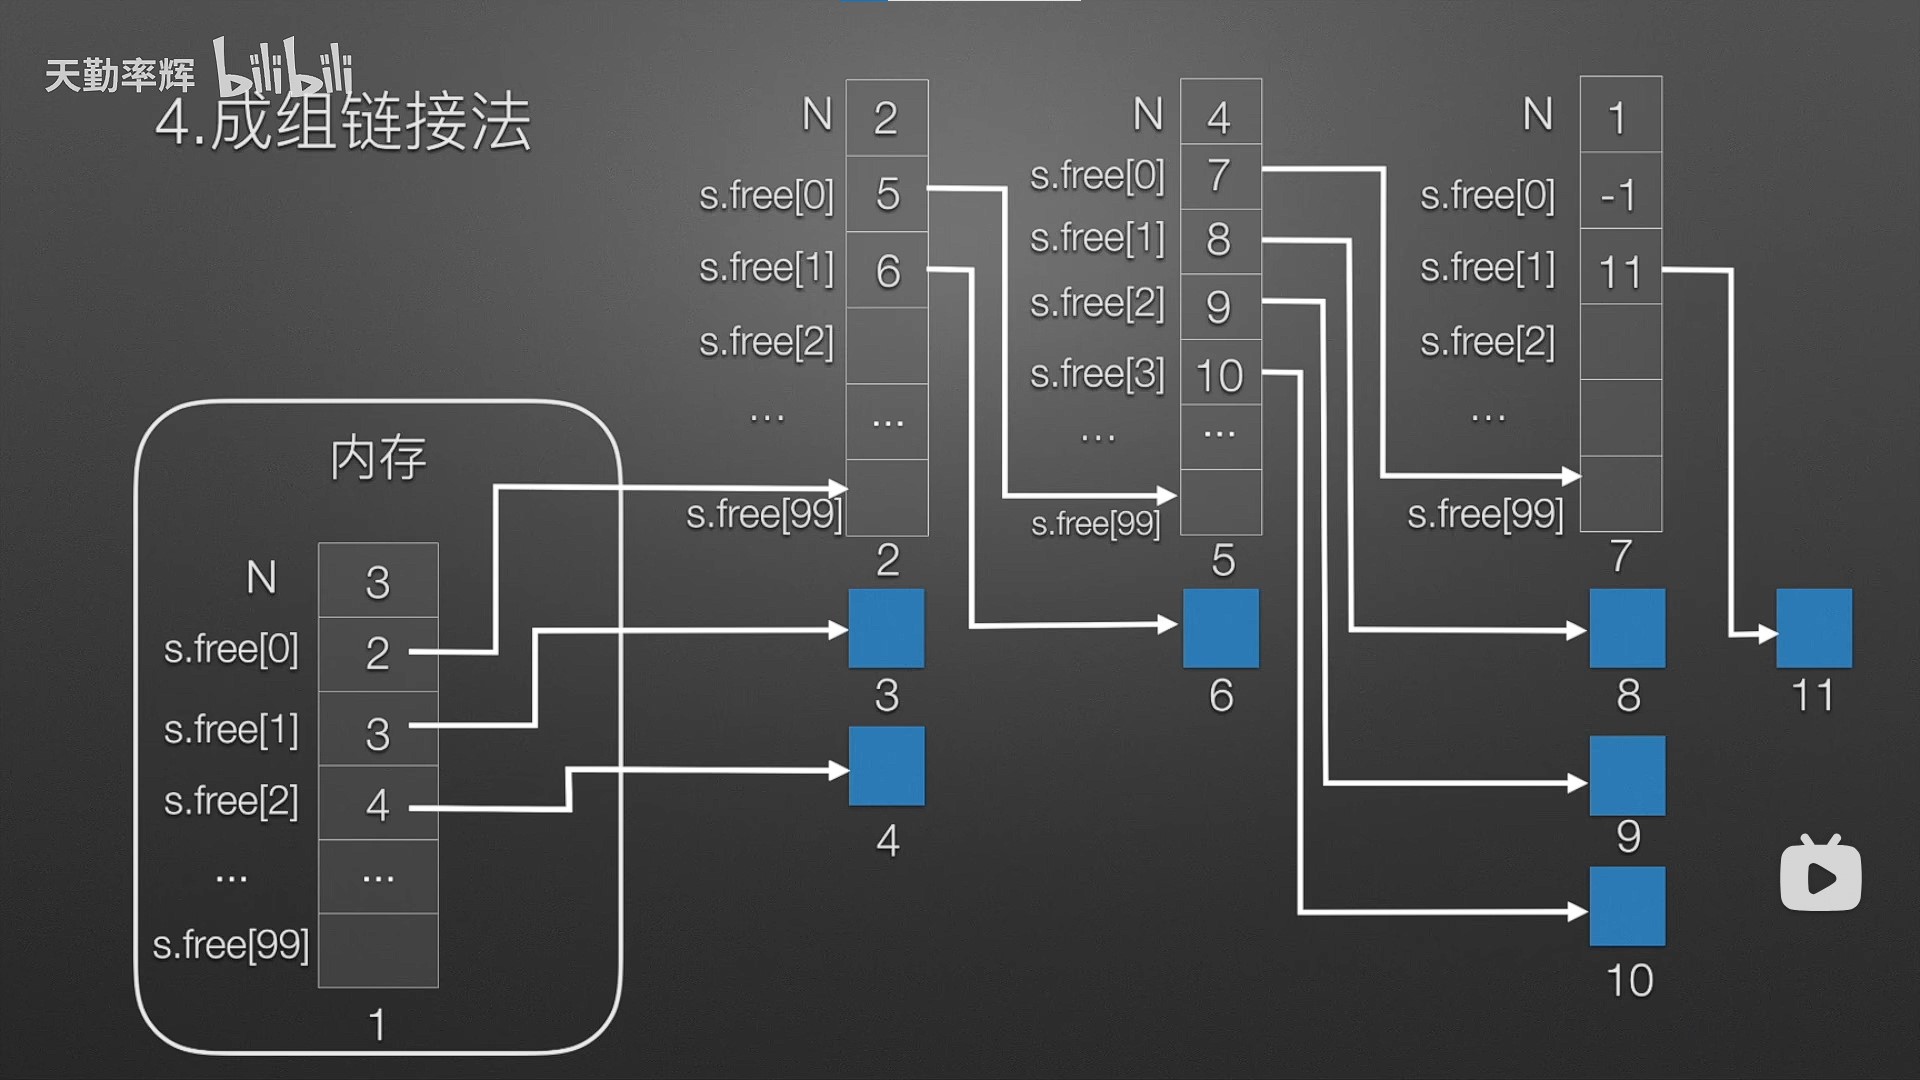 天勤率辉 bilibili
4.成组链接法
内存
N 3
s.free[0] 2
s.free[1] 3
s.free[2] 4
... ...
s.free[99]
1
N 2
s.free[0] 5
s.free[1] 6
s.free[2]
... ...
s.free[99]
2
3
4
N 4
s.free[0] 7
s.free[1] 8
s.free[2] 9
s.free[3] 10
... ...
s.free[99]
5
6
N 1
s.free[0] -1
s.free[1] 11
s.free[2]
...
s.free[99]
7
8
9
10
11